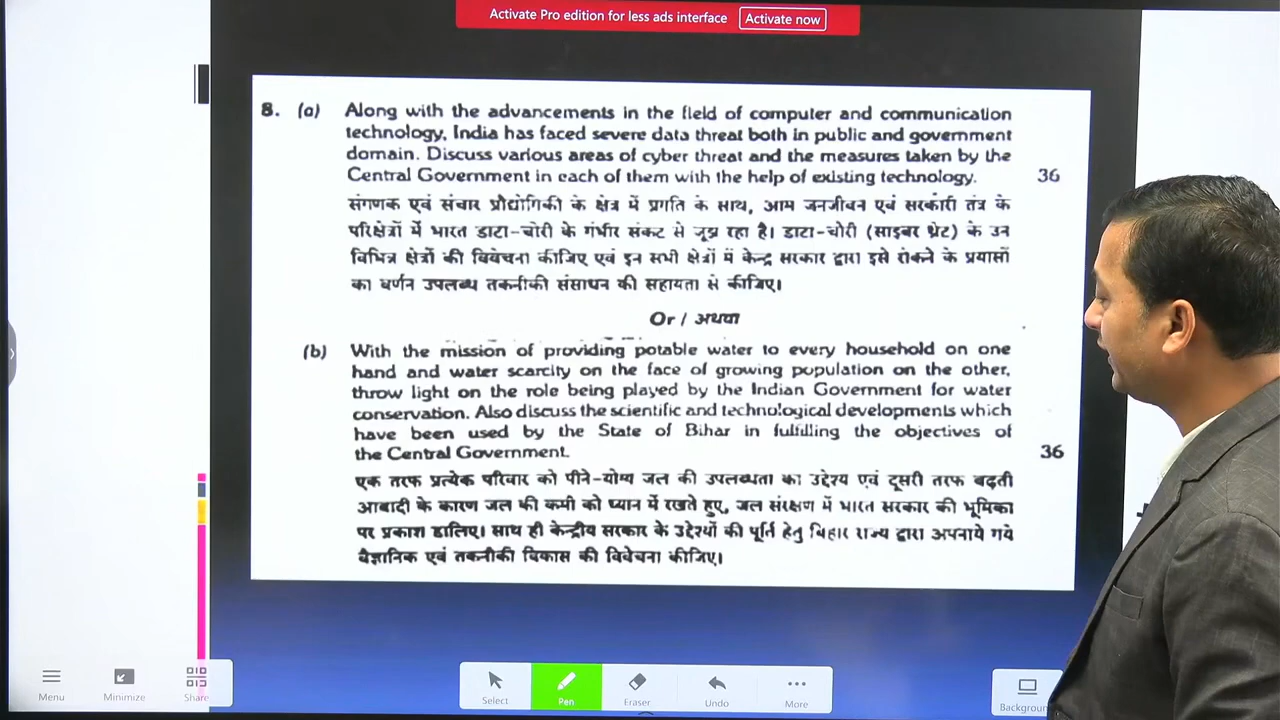 Activate Pro edition for less ads interface Activate now
8. (a) Along with the advancements in the field of computer and communication
technology, India has faced severe data threat both in public and government
domain. Discuss various areas of cyber threat and the measures taken by the
Central Government in each of them with the help of existing technology. 36
संगणक एवं संचार प्रौद्योगिकी के क्षेत्र में प्रगति के साथ, आम जनजीवन एवं सरकारी तंत्र के
परिक्षेत्रों में भारत डाटा-चोरी के गंभीर संकट से जूझ रहा है। डाटा-चोरी (साइबर थ्रेट) के उन
विभिन्न क्षेत्रों की विवेचना कीजिए एवं इन सभी क्षेत्रों में केन्द्र सरकार द्वारा इसे रोकने के प्रयासों
का वर्णन उपलब्ध तकनीकी संसाधन की सहायता से कीजिए।
Or / अथवा
(b) With the mission of providing potable water to every household on one
hand and water scarcity on the face of growing population on the other,
throw light on the role being played by the Indian Government for water
conservation. Also discuss the scientific and technological developments which
have been used by the State of Bihar in fulfilling the objectives of
the Central Government. 36
एक तरफ प्रत्येक परिवार को पीने-योग्य जल की उपलब्धता का उद्देश्य एवं दूसरी तरफ बढ़ती
आबादी के कारण जल की कमी को ध्यान में रखते हुए, जल संरक्षण में भारत सरकार की भूमिका
पर प्रकाश डालिए। साथ ही केन्द्रीय सरकार के उद्देश्यों की पूर्ति हेतु बिहार राज्य द्वारा अपनाये गये
वैज्ञानिक एवं तकनीकी विकास की विवेचना कीजिए।
Menu Minimize Share Select Pen Eraser Undo More